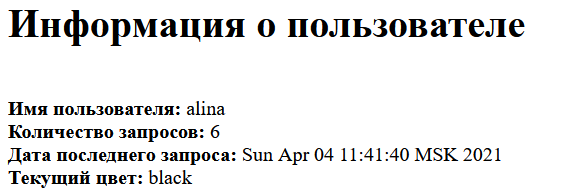 Информация о пользователе
Имя пользователя: alina
Количество запросов: 6
Дата последнего запроса: Sun Apr 04 11:41:40 MSK 2021
Текущий цвет: black